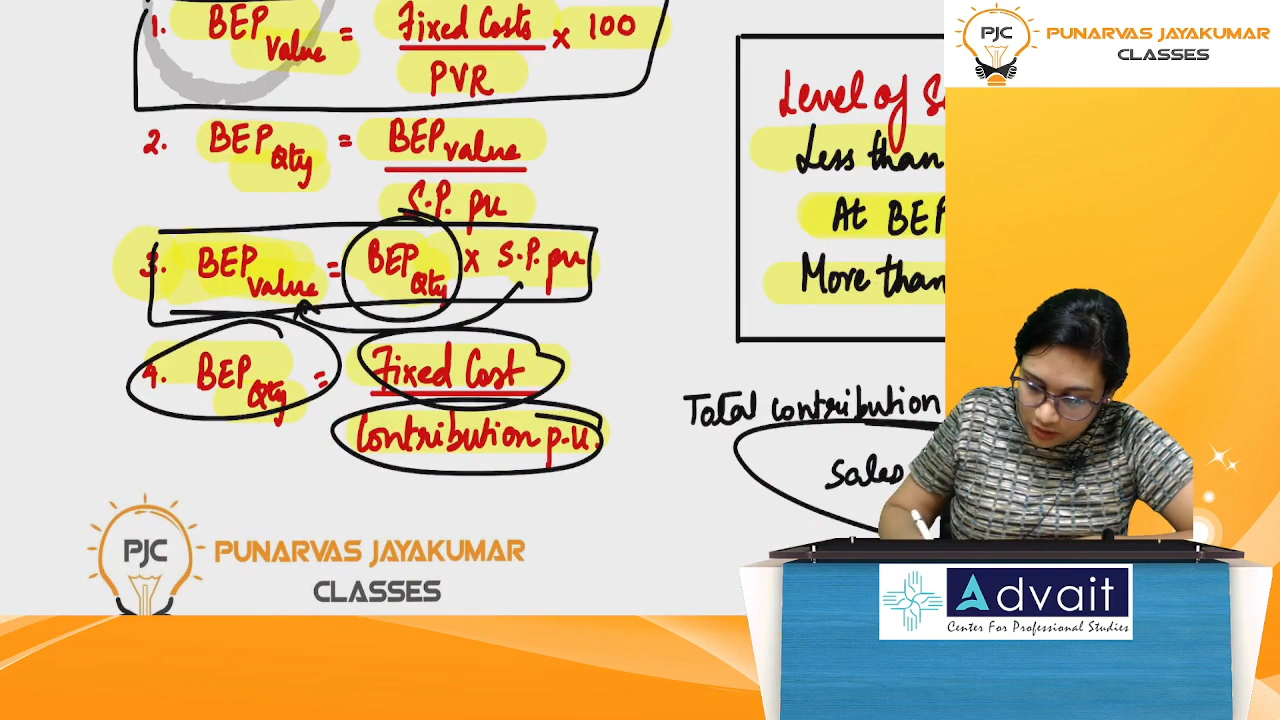 1. BEP Value = Fixed Costs x 100
PVR
2. BEP Qty = BEP Value
S.P. pu
3. BEP Value = BEP Qty x S.P. pu
4. BEP Qty = Fixed Cost
Contribution p.u.
Level of
Less than
At BEP
More than
Total contribution
Sales
PJC PUNARVAS JAYAKUMAR
CLASSES
PJC PUNARVAS JAYAKUMAR
CLASSES
Advait
Center For Professional Studies